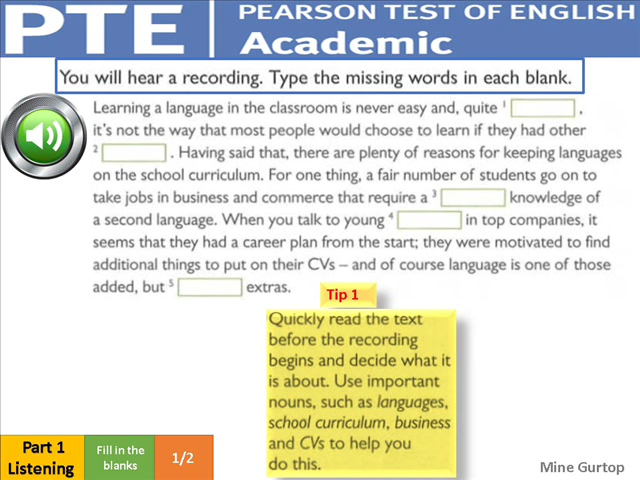 PTE
PEARSON TEST OF ENGLISH
Academic
You will hear a recording. Type the missing words in each blank.
Learning a language in the classroom is never easy and, quite 1 ,
it's not the way that most people would choose to learn if they had other
2 . Having said that, there are plenty of reasons for keeping languages
on the school curriculum. For one thing, a fair number of students go on to
take jobs in business and commerce that require a 3 knowledge of
a second language. When you talk to young 4 in top companies, it
seems that they had a career plan from the start; they were motivated to find
additional things to put on their CVs – and of course language is one of those
added, but 5 extras.
Tip 1
Quickly read the text
before the recording
begins and decide what it
is about. Use important
nouns, such as languages,
school curriculum, business
and CVs to help you
do this.
Part 1
Listening
Fill in the
blanks
1/2
Mine Gurtop